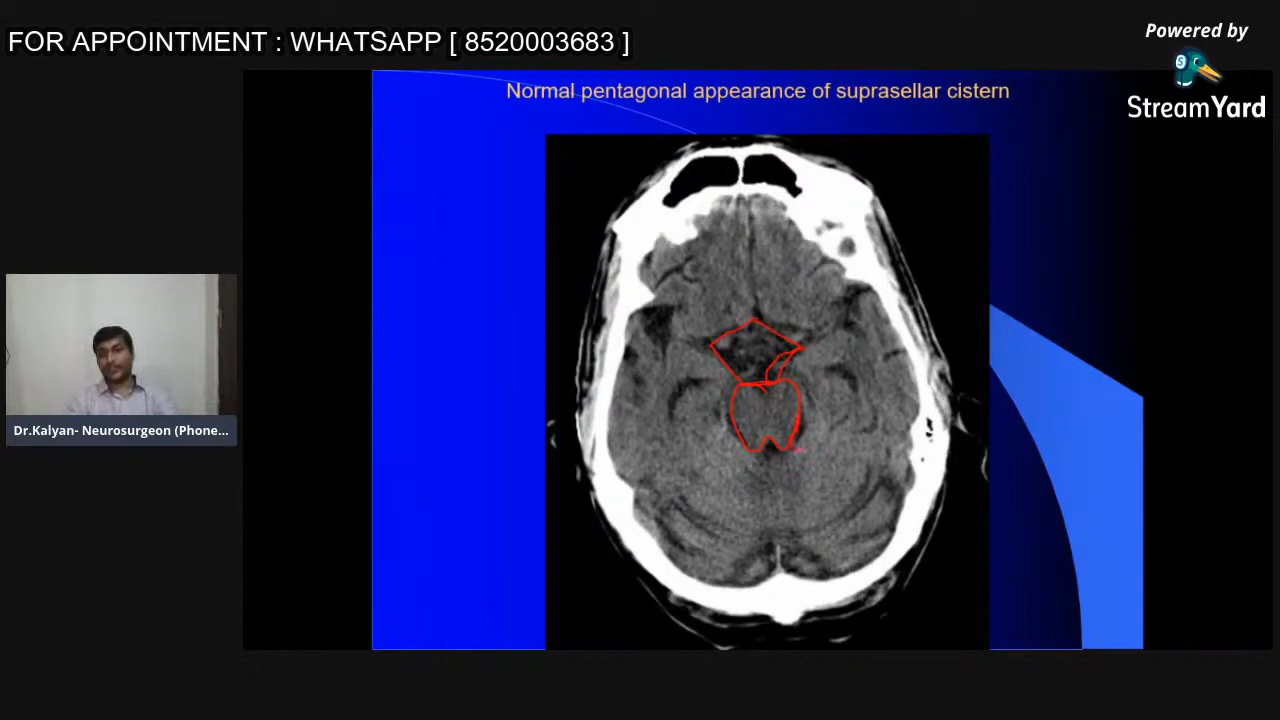 FOR APPOINTMENT : WHATSAPP [ 8520003683 ]
Powered by
StreamYard
Normal pentagonal appearance of suprasellar cistern
Dr.Kalyan- Neurosurgeon (Phone...